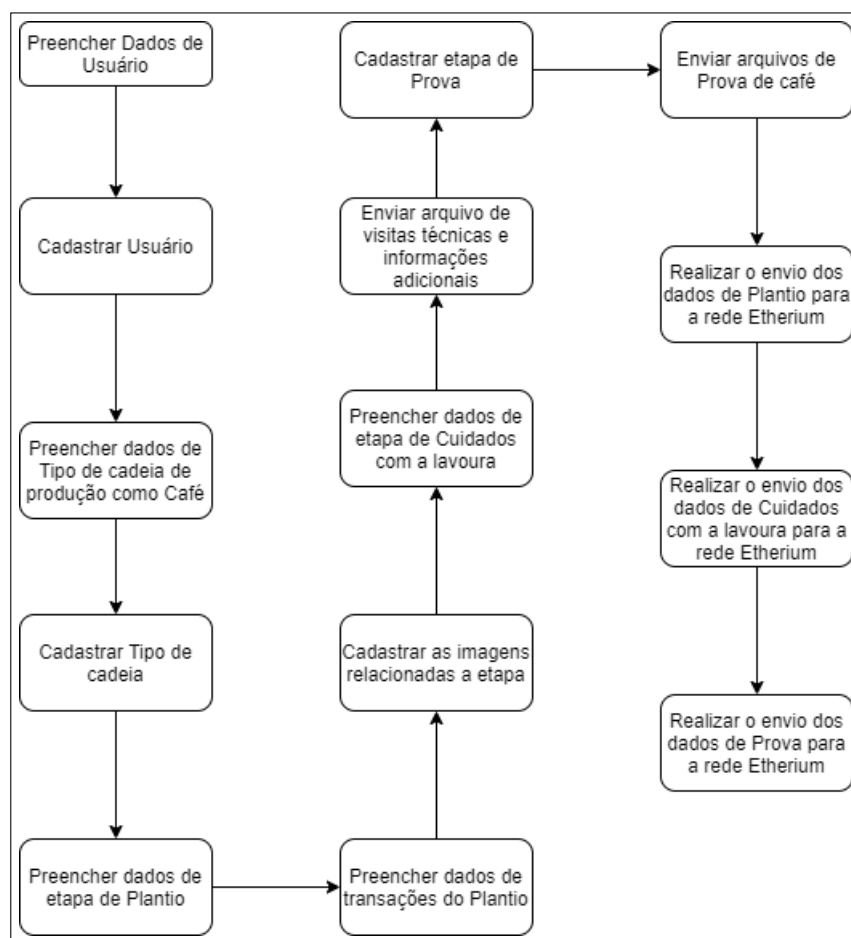 Preencher Dados de
Usuário
Cadastrar Usuário
Preencher dados de
Tipo de cadeia de
produção como Café
Cadastrar Tipo de
cadeia
Preencher dados de
etapa de Plantio
Preencher dados de
transações do Plantio
Cadastrar as imagens
relacionadas a etapa
Preencher dados de
etapa de Cuidados
com a lavoura
Enviar arquivo de
visitas técnicas e
informações
adicionais
Cadastrar etapa de
Prova
Enviar arquivos de
Prova de café
Realizar o envio dos
dados de Plantio para
a rede Etherium
Realizar o envio dos
dados de Cuidados
com a lavoura para a
rede Etherium
Realizar o envio dos
dados de Prova para
a rede Etherium